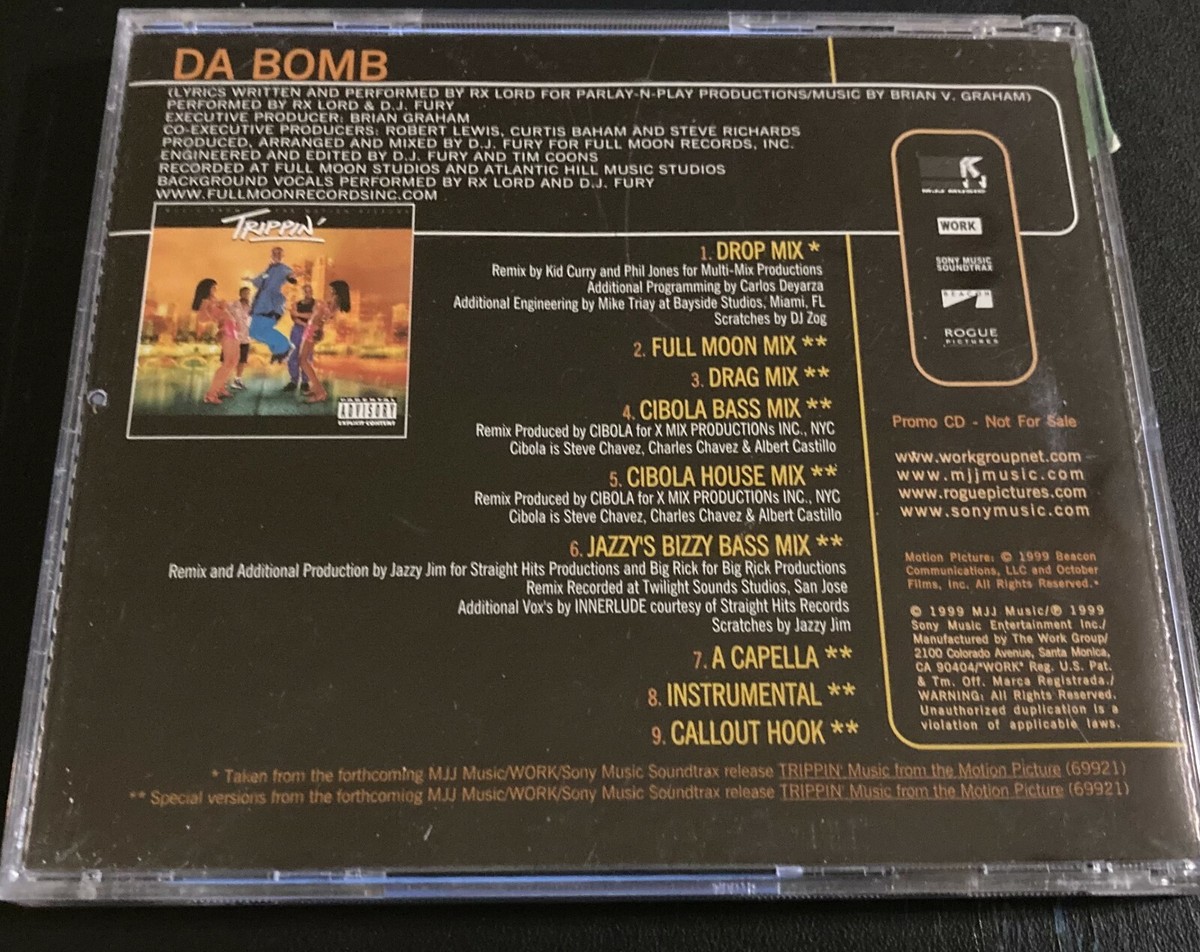 DA BOMB
(LYRICS WRITTEN AND PERFORMED BY RX LORD FOR PARLAY-N-PLAY PRODUCTIONS/MUSIC BY BRIAN V. GRAHAM)
PERFORMED BY RX LORD & D.J. FURY
EXECUTIVE PRODUCER: BRIAN GRAHAM
CO-EXECUTIVE PRODUCERS: ROBERT LEWIS, CURTIS BAHAM AND STEVE RICHARDS
PRODUCED, ARRANGED AND MIXED BY D.J. FURY FOR FULL MOON RECORDS, INC.
ENGINEERED AND EDITED BY D.J. FURY AND TIM COONS
RECORDED AT FULL MOON STUDIOS AND ATLANTIC HILL MUSIC STUDIOS
BACKGROUND VOCALS PERFORMED BY RX LORD AND D.J. FURY
WWW.FULLMOONRECORDSINC.COM
TRIPPIN'
PARENTAL
ADVISORY
EXPLICIT CONTENT
1. DROP MIX *
Remix by Kid Curry and Phil Jones for Multi-Mix Productions
Additional Programming by Carlos Deyarza
Additional Engineering by Mike Triay at Bayside Studios, Miami, FL
Scratches by DJ Zog
2. FULL MOON MIX **
3. DRAG MIX **
4. CIBOLA BASS MIX **
Remix Produced by CIBOLA for X MIX PRODUCTIONs INC., NYC
Cibola is Steve Chavez, Charles Chavez & Albert Castillo
5. CIBOLA HOUSE MIX **
Remix Produced by CIBOLA for X MIX PRODUCTIONs INC., NYC
Cibola is Steve Chavez, Charles Chavez & Albert Castillo
6. JAZZY'S BIZZY BASS MIX **
Remix and Additional Production by Jazzy Jim for Straight Hits Productions and Big Rick for Big Rick Productions
Remix Recorded at Twilight Sounds Studios, San Jose
Additional Vox's by INNERLUDE courtesy of Straight Hits Records
Scratches by Jazzy Jim
7. A CAPELLA **
8. INSTRUMENTAL **
9. CALLOUT HOOK **
WORK
SONY MUSIC
SOUNDTRAX
BEACON
ROGUE
PICTURES
Promo CD - Not For Sale
www.workgroupnet.com
www.mjjmusic.com
www.roguepictures.com
www.sonymusic.com
Motion Picture: © 1999 Beacon
Communications, LLC and October
Films, Inc. All Rights Reserved.*
© 1999 MJJ Music/℗ 1999
Sony Music Entertainment Inc./
Manufactured by The Work Group/
2100 Colorado Avenue, Santa Monica,
CA 90404/"WORK" Reg. U.S. Pat.
& Tm. Off. Marca Registrada./
WARNING: All Rights Reserved.
Unauthorized duplication is a
violation of applicable laws.
* Taken from the forthcoming MJJ Music/WORK/Sony Music Soundtrax release TRIPPIN' Music from the Motion Picture (69921)
** Special versions from the forthcoming MJJ Music/WORK/Sony Music Soundtrax release TRIPPIN' Music from the Motion Picture (69921)